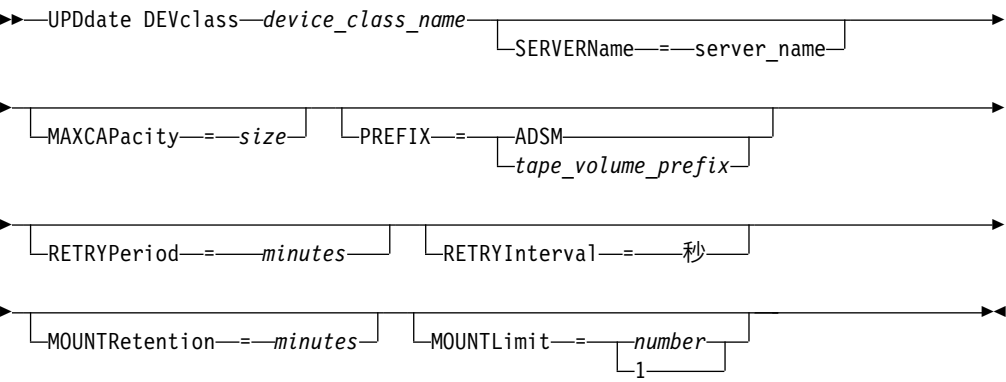 UPDdate DEVclass device_class_name
SERVERName = server_name
MAXCAPacity = size PREFIX = ADSM
tape_volume_prefix
RETRYPeriod = minutes RETRYInterval = 秒
MOUNTRetention = minutes MOUNTLimit = number
1